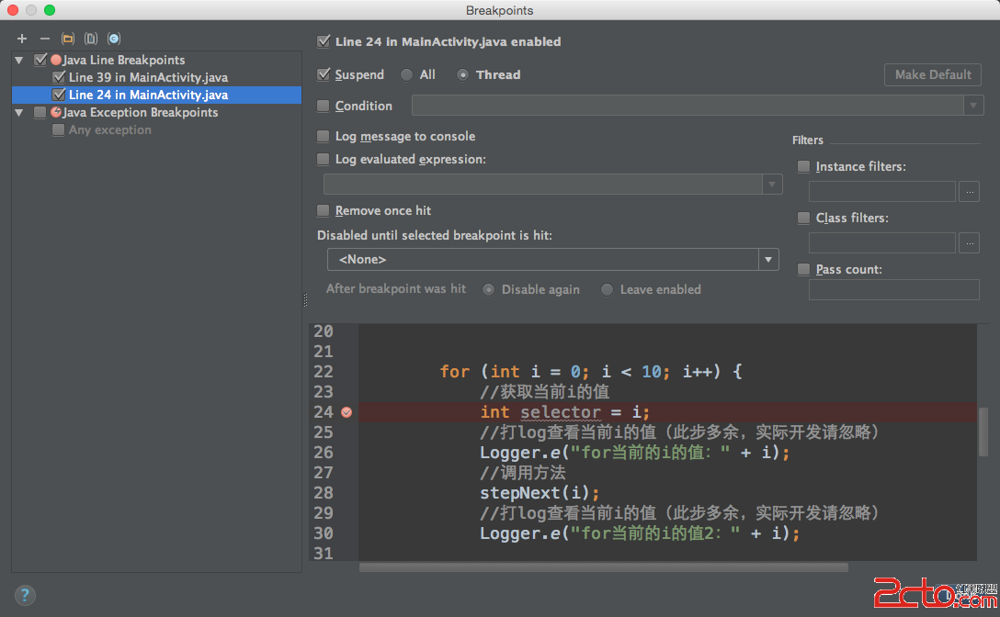 Breakpoints
Java Line Breakpoints
Line 39 in MainActivity.java
Line 24 in MainActivity.java
Java Exception Breakpoints
Any exception
Line 24 in MainActivity.java enabled
Suspend All Thread Make Default
Condition
Log message to console
Log evaluated expression:
Remove once hit
Disabled until selected breakpoint is hit:
<None>
After breakpoint was hit Disable again Leave enabled
Filters
Instance filters:
...
Class filters:
...
Pass count:
20
21
22 for (int i = 0; i < 10; i++) {
23 //获取当前i的值
24 int selector = i;
25 //打log查看当前i的值（此步多余，实际开发请忽略）
26 Logger.e("for当前的i的值：" + i);
27 //调用方法
28 stepNext(i);
29 //打log查看当前i的值（此步多余，实际开发请忽略）
30 Logger.e("for当前的i的值2：" + i);
31
?
2cto.com